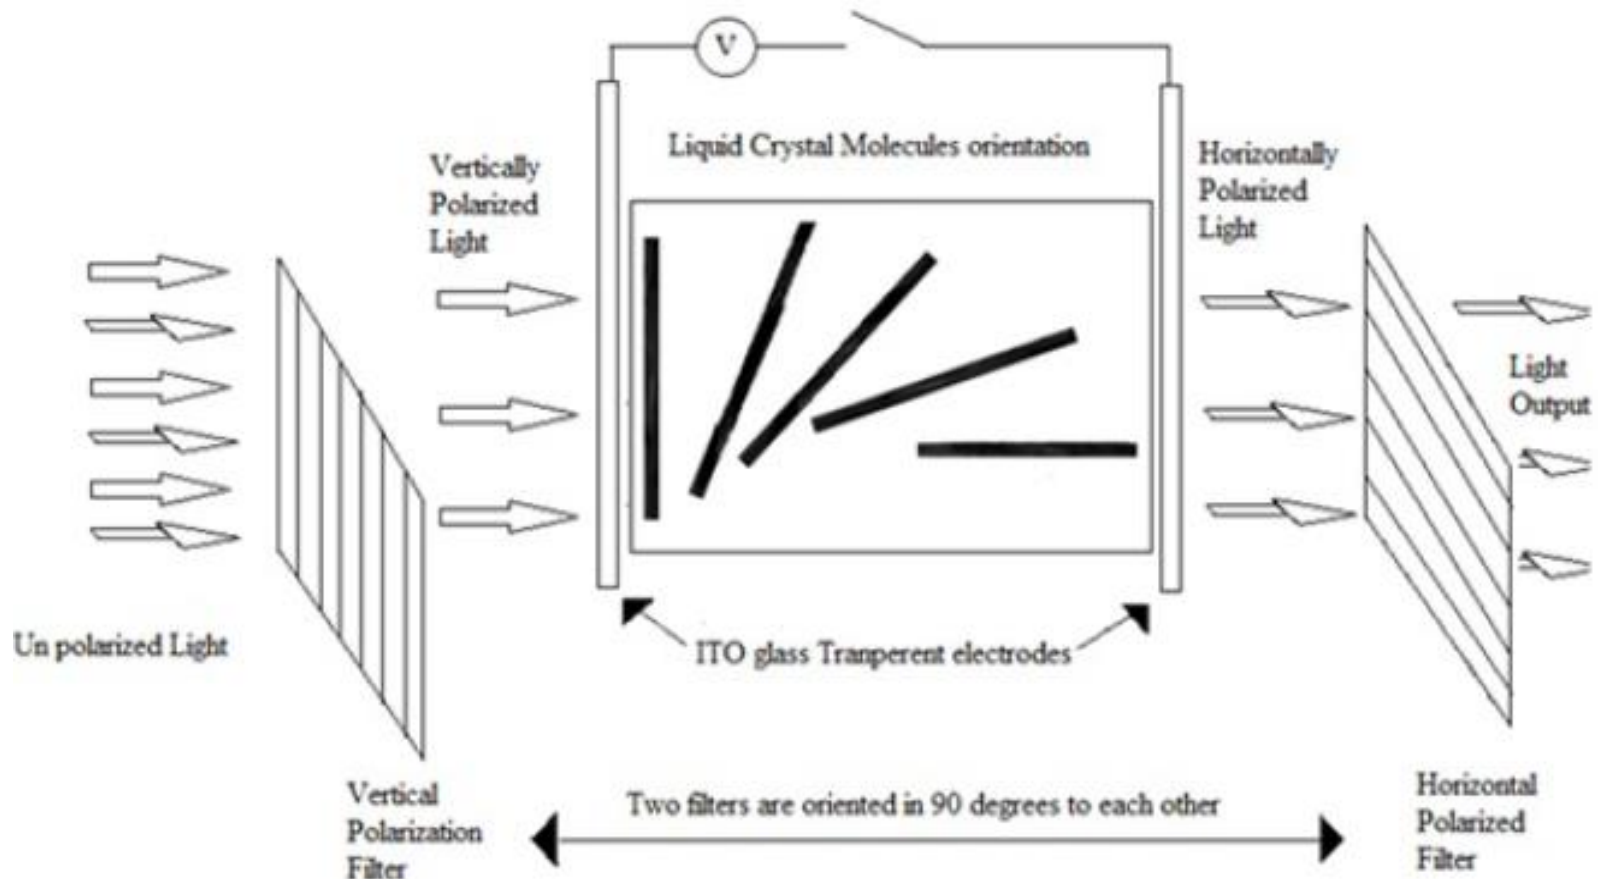 V
Liquid Crystal Molecules orientation
Vertically
Polarized
Light
Horizontally
Polarized
Light
Light
Output
Un polarized Light
ITO glass Tranperent electrodes
Vertical
Polarization
Filter
Two filters are oriented in 90 degrees to each other
Horizontal
Polarized
Filter